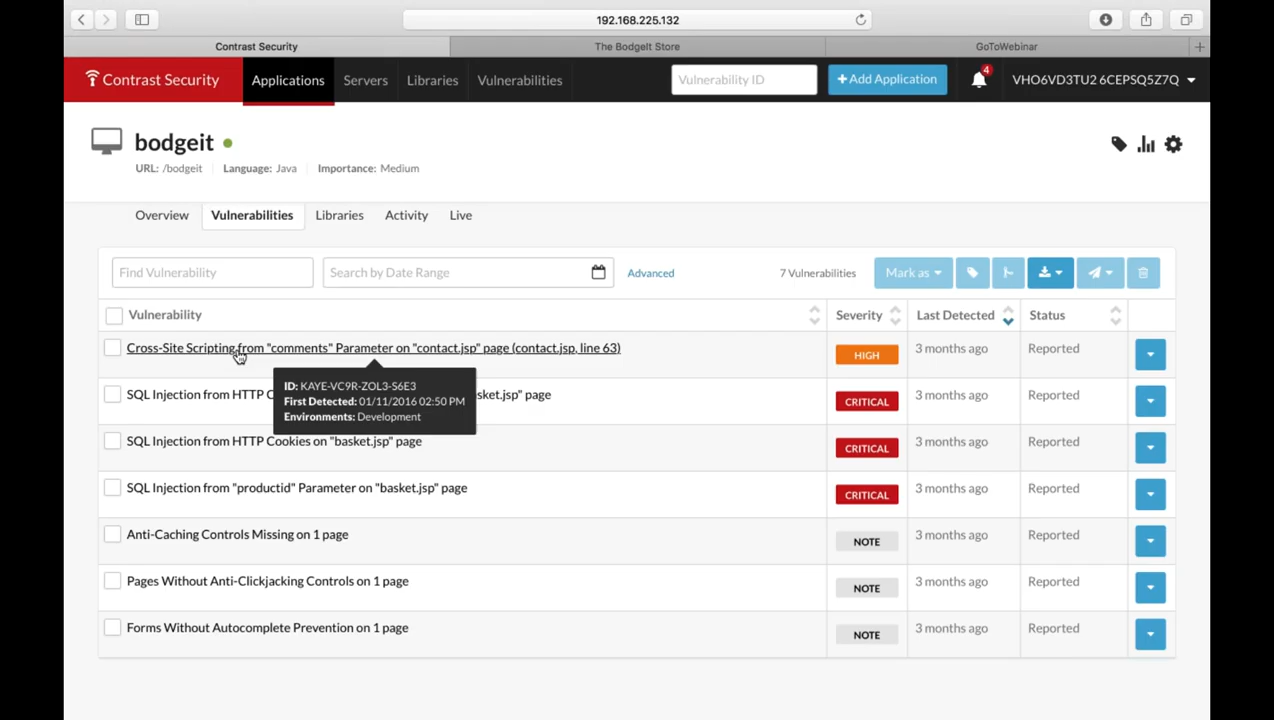 192.168.225.132
Contrast Security
The BodgeIt Store
GoToWebinar
Contrast Security
Applications
Servers
Libraries
Vulnerabilities
Vulnerability ID
+Add Application
4
VHO6VD3TU2 6CEPSQ5Z7Q
bodgeit
URL: /bodgeit
Language: Java
Importance: Medium
Overview
Vulnerabilities
Libraries
Activity
Live
Find Vulnerability
Search by Date Range
Advanced
7 Vulnerabilities
Mark as
Vulnerability
Severity
Last Detected
Status
Cross-Site Scripting from "comments" Parameter on "contact.jsp" page (contact.jsp, line 63)
HIGH
3 months ago
Reported
ID: KAYE-VC9R-ZOL3-S6E3
First Detected: 01/11/2016 02:50 PM
Environments: Development
SQL Injection from HTTP C
sket.jsp" page
CRITICAL
3 months ago
Reported
SQL Injection from HTTP Cookies on "basket.jsp" page
CRITICAL
3 months ago
Reported
SQL Injection from "productid" Parameter on "basket.jsp" page
CRITICAL
3 months ago
Reported
Anti-Caching Controls Missing on 1 page
NOTE
3 months ago
Reported
Pages Without Anti-Clickjacking Controls on 1 page
NOTE
3 months ago
Reported
Forms Without Autocomplete Prevention on 1 page
NOTE
3 months ago
Reported